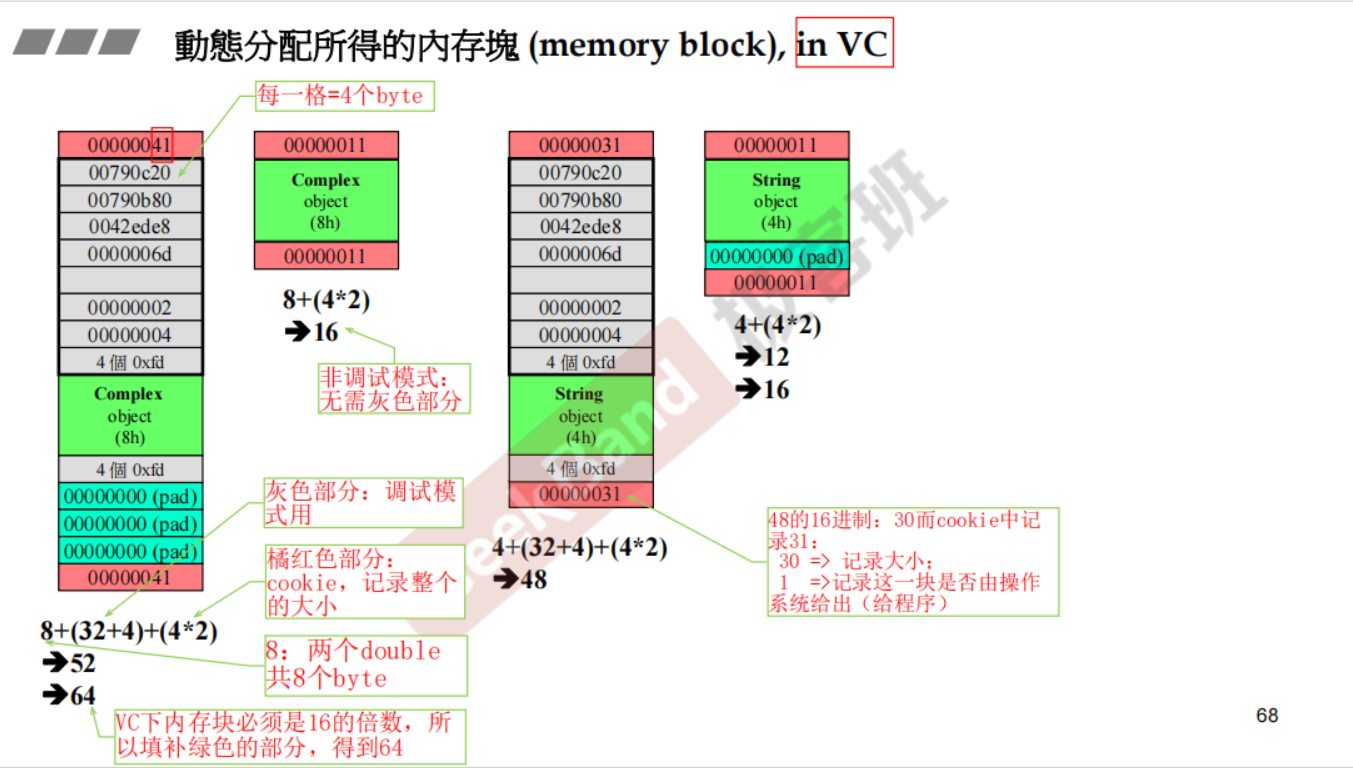 動態分配所得的內存塊 (memory block), in VC
每一格=4个byte
00000041
00790c20
00790b80
0042ede8
0000006d
00000002
00000004
4 個 0xfd
Complex
object
(8h)
4 個 0xfd
00000000 (pad)
00000000 (pad)
00000000 (pad)
00000041
8+(32+4)+(4*2)
➔52
➔64
00000011
Complex
object
(8h)
00000011
8+(4*2)
➔16
非调试模式：
无需灰色部分
灰色部分：调试模
式用
橘红色部分：
cookie，记录整个
的大小
8：两个double
共8个byte
VC下内存块必须是16的倍数，所
以填补绿色的部分，得到64
00000031
00790c20
00790b80
0042ede8
0000006d
00000002
00000004
4 個 0xfd
String
object
(4h)
4 個 0xfd
00000031
4+(32+4)+(4*2)
➔48
00000011
String
object
(4h)
00000000 (pad)
00000011
4+(4*2)
➔12
➔16
48的16进制：30而cookie中记
录31：
30 => 记录大小；
1 =>记录这一块是否由操作
系统给出（给程序）
GeekBand 极客班
68